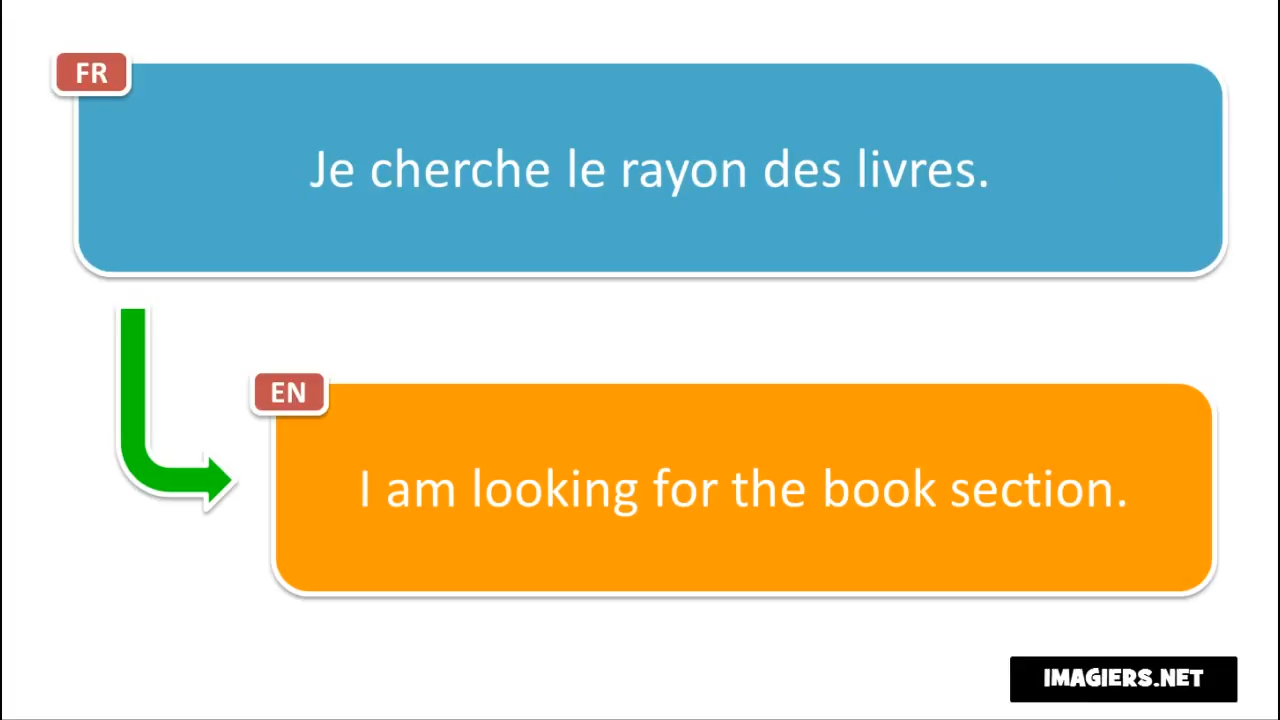 FR
Je cherche le rayon des livres.
EN
I am looking for the book section.
IMAGIERS.NET